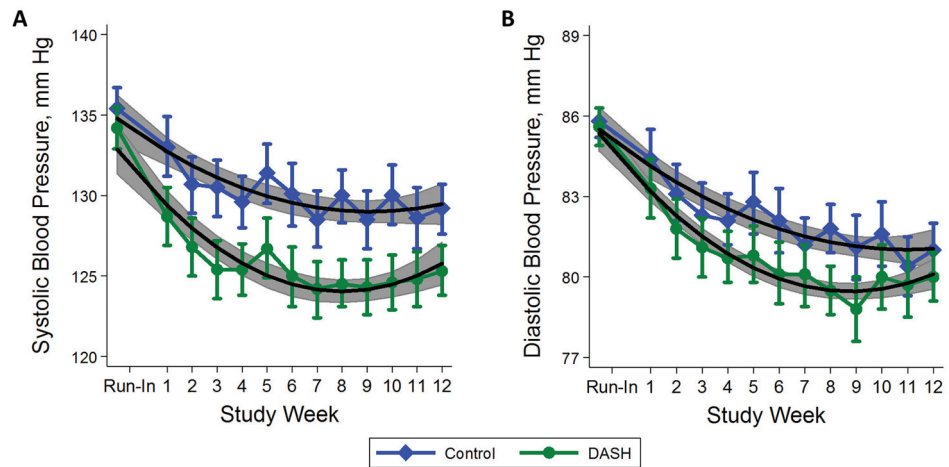 A
Systolic Blood Pressure, mm Hg
140
135
130
125
120
Run-In 1 2 3 4 5 6 7 8 9 10 11 12
Study Week
B
Diastolic Blood Pressure, mm Hg
89
86
83
80
77
Run-In 1 2 3 4 5 6 7 8 9 10 11 12
Study Week
Control DASH